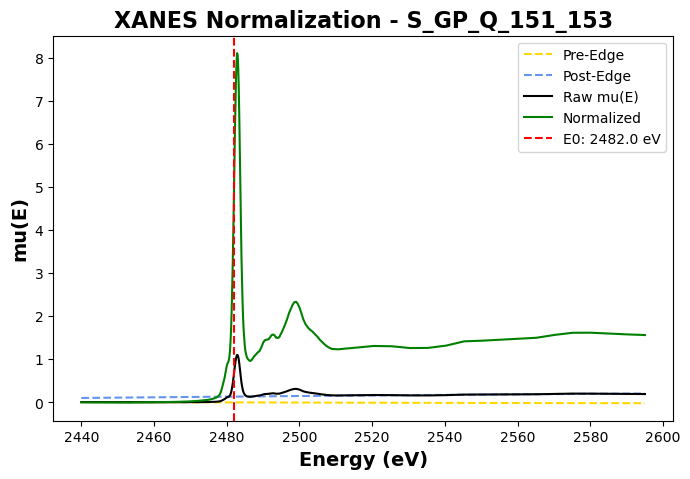 XANES Normalization - S_GP_Q_151_153
Pre-Edge
Post-Edge
Raw mu(E)
Normalized
E0: 2482.0 eV
mu(E)
8
7
6
5
4
3
2
1
0
2440 2460 2480 2500 2520 2540 2560 2580 2600
Energy (eV)